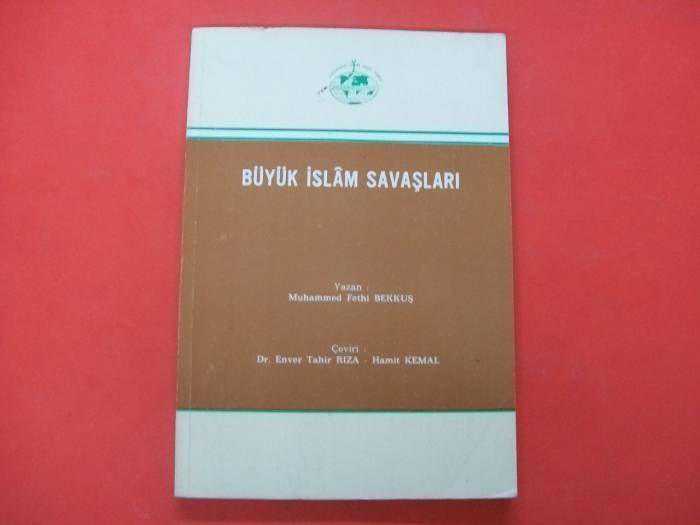 BÜYÜK İSLÂM SAVAŞLARI
Yazan :
Muhammed Fethi BEKKUŞ
Çeviri :
Dr. Enver Tahir RIZA - Hamit KEMAL